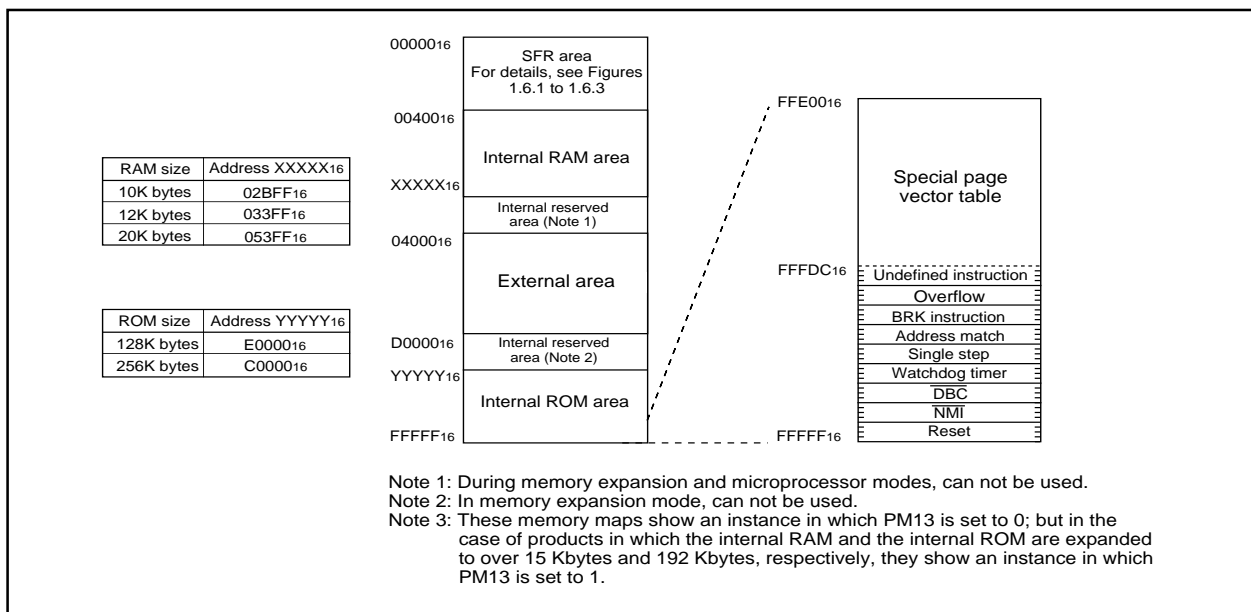 0000016
SFR area
For details, see Figures
1.6.1 to 1.6.3
0040016
Internal RAM area
XXXXX16
Internal reserved
area (Note 1)
0400016
External area
D000016
Internal reserved
area (Note 2)
YYYYY16
Internal ROM area
FFFFF16
RAM size Address XXXXX16
10K bytes 02BFF16
12K bytes 033FF16
20K bytes 053FF16
ROM size Address YYYYY16
128K bytes E000016
256K bytes C000016
FFE0016
Special page
vector table
FFFDC16
Undefined instruction
Overflow
BRK instruction
Address match
Single step
Watchdog timer
DBC
NMI
Reset
FFFFF16
Note 1: During memory expansion and microprocessor modes, can not be used.
Note 2: In memory expansion mode, can not be used.
Note 3: These memory maps show an instance in which PM13 is set to 0; but in the
case of products in which the internal RAM and the internal ROM are expanded
to over 15 Kbytes and 192 Kbytes, respectively, they show an instance in which
PM13 is set to 1.